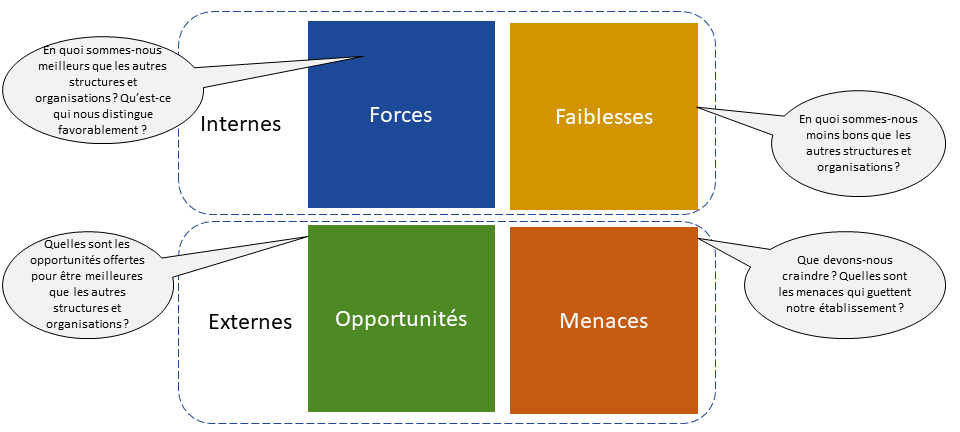 En quoi sommes-nous
meilleurs que les autres
structures et
organisations ? Qu'est-ce
qui nous distingue
favorablement ?
Internes
Forces
Faiblesses
En quoi sommes-nous
moins bons que les
autres structures et
organisations ?
Quelles sont les
opportunités offertes
pour être meilleures
que les autres
structures et
organisations ?
Externes
Opportunités
Menaces
Que devons-nous
craindre ? Quelles sont
les menaces qui guettent
notre établissement ?